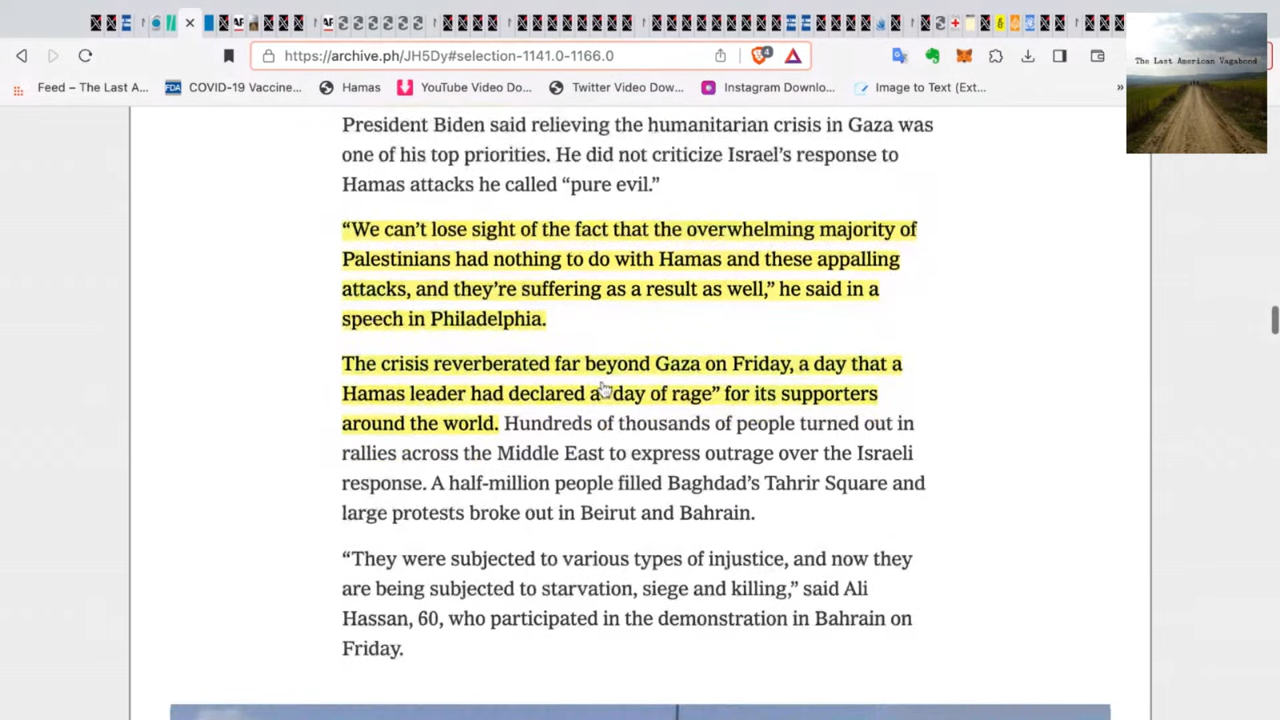 https://archive.ph/JH5Dy#selection-1141.0-1166.0
4
The Last American Vagabond
Feed – The Last A...
FDA
COVID-19 Vaccine...
Hamas
YouTube Video Do...
Twitter Video Dow...
Instagram Downlo...
Image to Text (Ext...
»
President Biden said relieving the humanitarian crisis in Gaza was
one of his top priorities. He did not criticize Israel’s response to
Hamas attacks he called “pure evil.”
“We can’t lose sight of the fact that the overwhelming majority of
Palestinians had nothing to do with Hamas and these appalling
attacks, and they’re suffering as a result as well,” he said in a
speech in Philadelphia.
The crisis reverberated far beyond Gaza on Friday, a day that a
Hamas leader had declared a “day of rage” for its supporters
around the world. Hundreds of thousands of people turned out in
rallies across the Middle East to express outrage over the Israeli
response. A half-million people filled Baghdad’s Tahrir Square and
large protests broke out in Beirut and Bahrain.
“They were subjected to various types of injustice, and now they
are being subjected to starvation, siege and killing,” said Ali
Hassan, 60, who participated in the demonstration in Bahrain on
Friday.